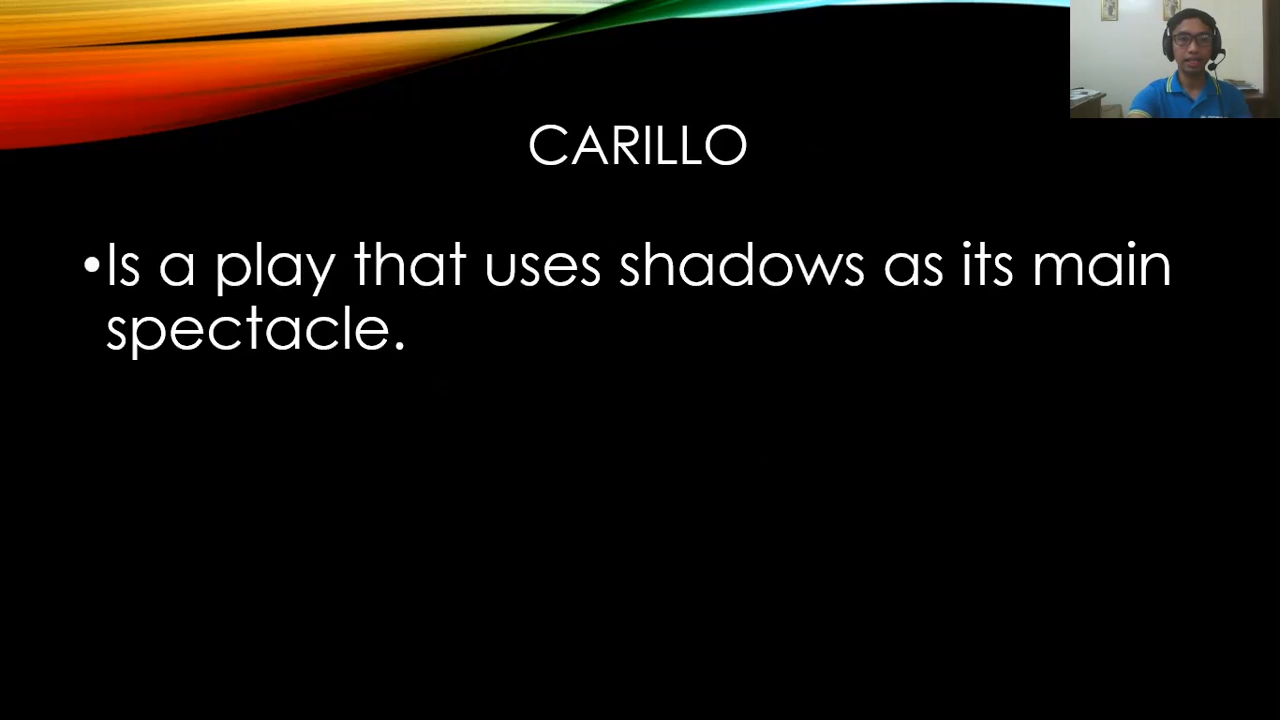 CARILLO
•Is a play that uses shadows as its main
spectacle.